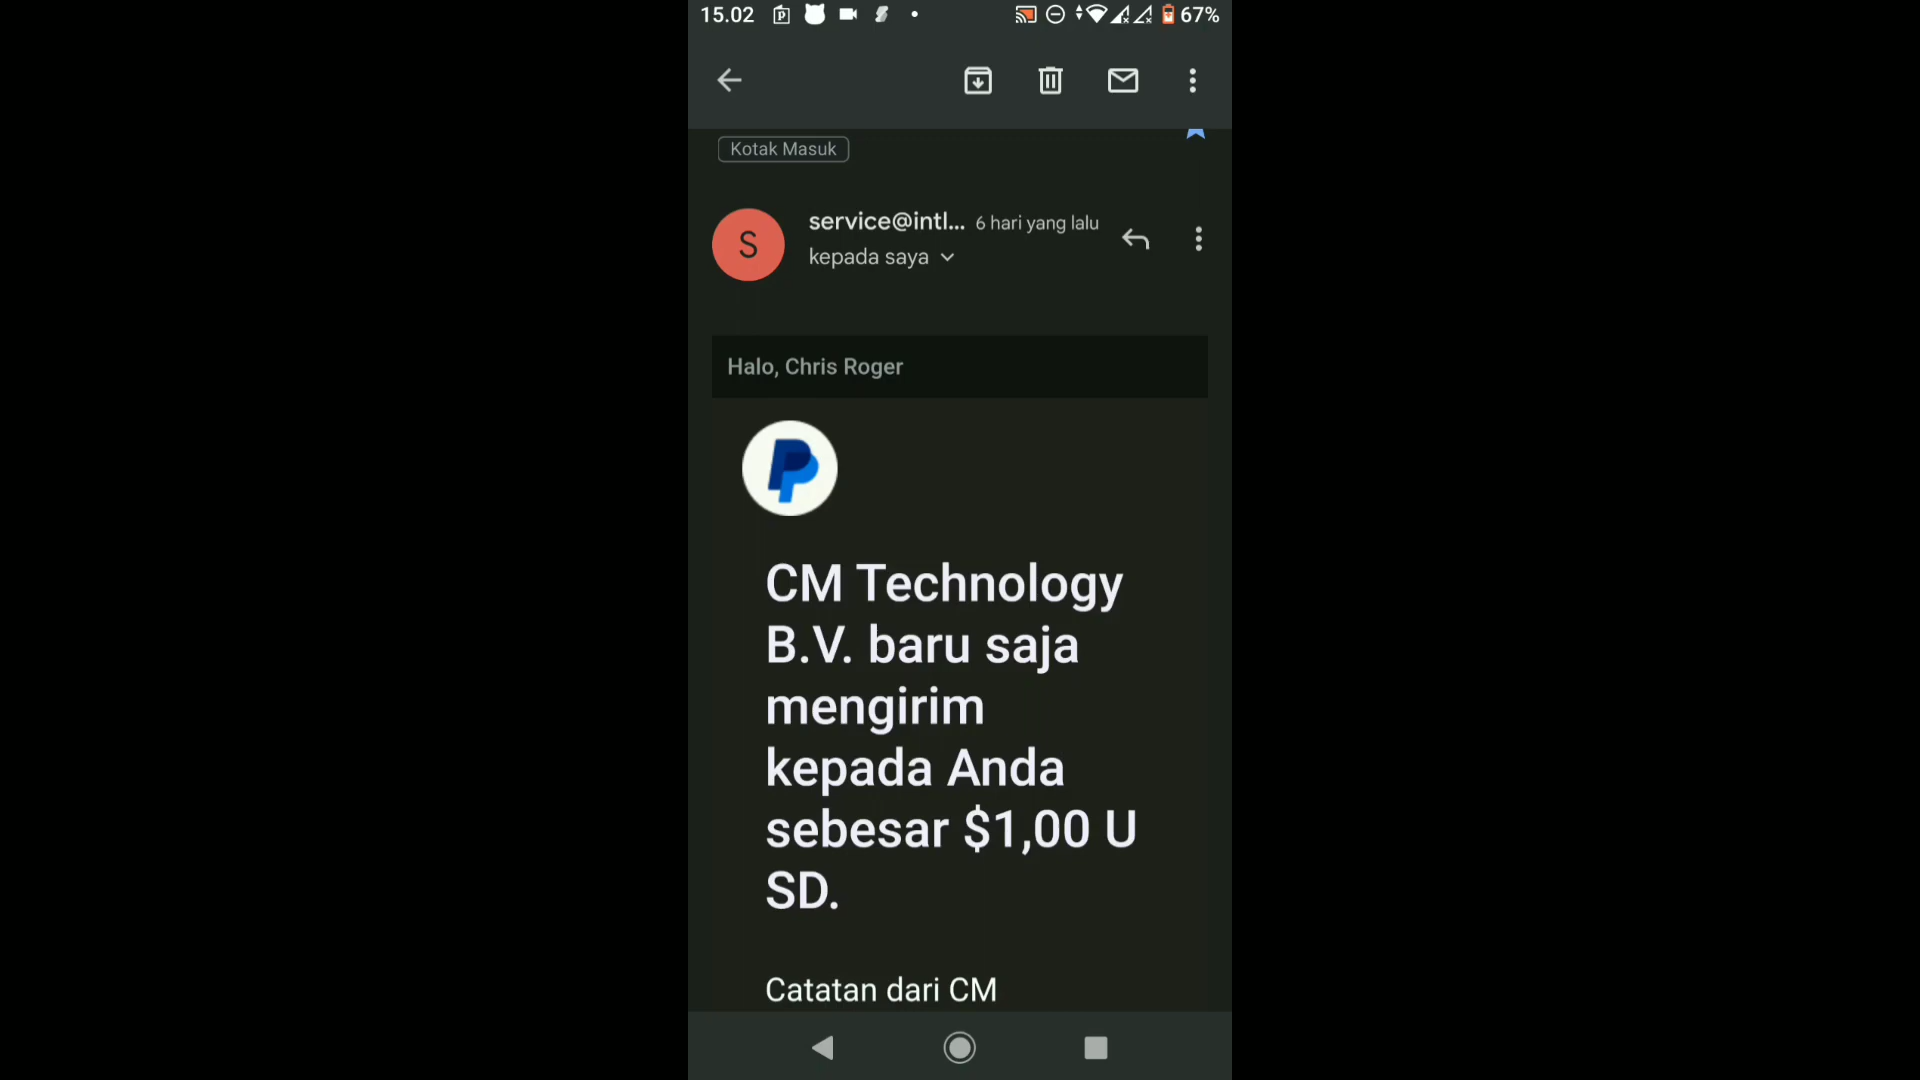 15.02 67%
Kotak Masuk
service@intl... 6 hari yang lalu
kepada saya
S
Halo, Chris Roger
CM Technology
B.V. baru saja
mengirim
kepada Anda
sebesar $1,00 U
SD.
Catatan dari CM